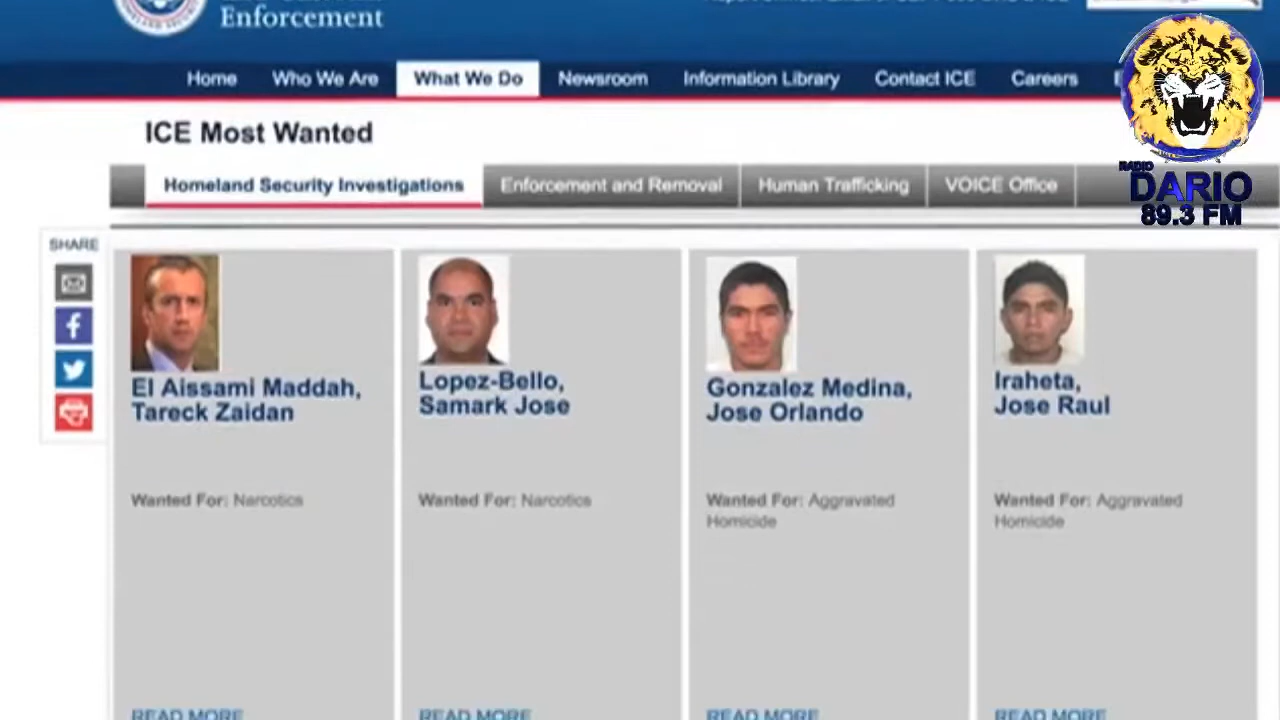 Enforcement
Home Who We Are What We Do Newsroom Information Library Contact ICE Careers
ICE Most Wanted
Homeland Security Investigations Enforcement and Removal Human Trafficking VOICE Office
RADIO
DARIO
89.3 FM
SHARE
El Aissami Maddah,
Tareck Zaidan
Wanted For: Narcotics
READ MORE
Lopez-Bello,
Samark Jose
Wanted For: Narcotics
READ MORE
Gonzalez Medina,
Jose Orlando
Wanted For: Aggravated
Homicide
READ MORE
Iraheta,
Jose Raul
Wanted For: Aggravated
Homicide
READ MORE